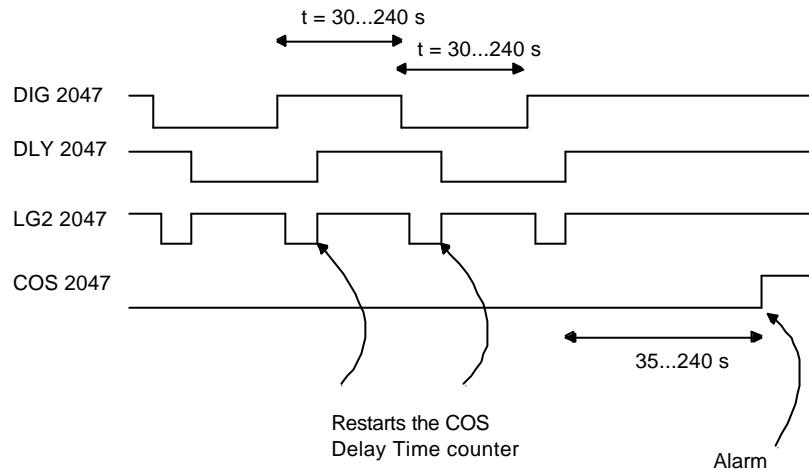 t = 30...240 s
t = 30...240 s
DIG 2047
DLY 2047
LG2 2047
COS 2047
35...240 s
Restarts the COS
Delay Time counter
Alarm